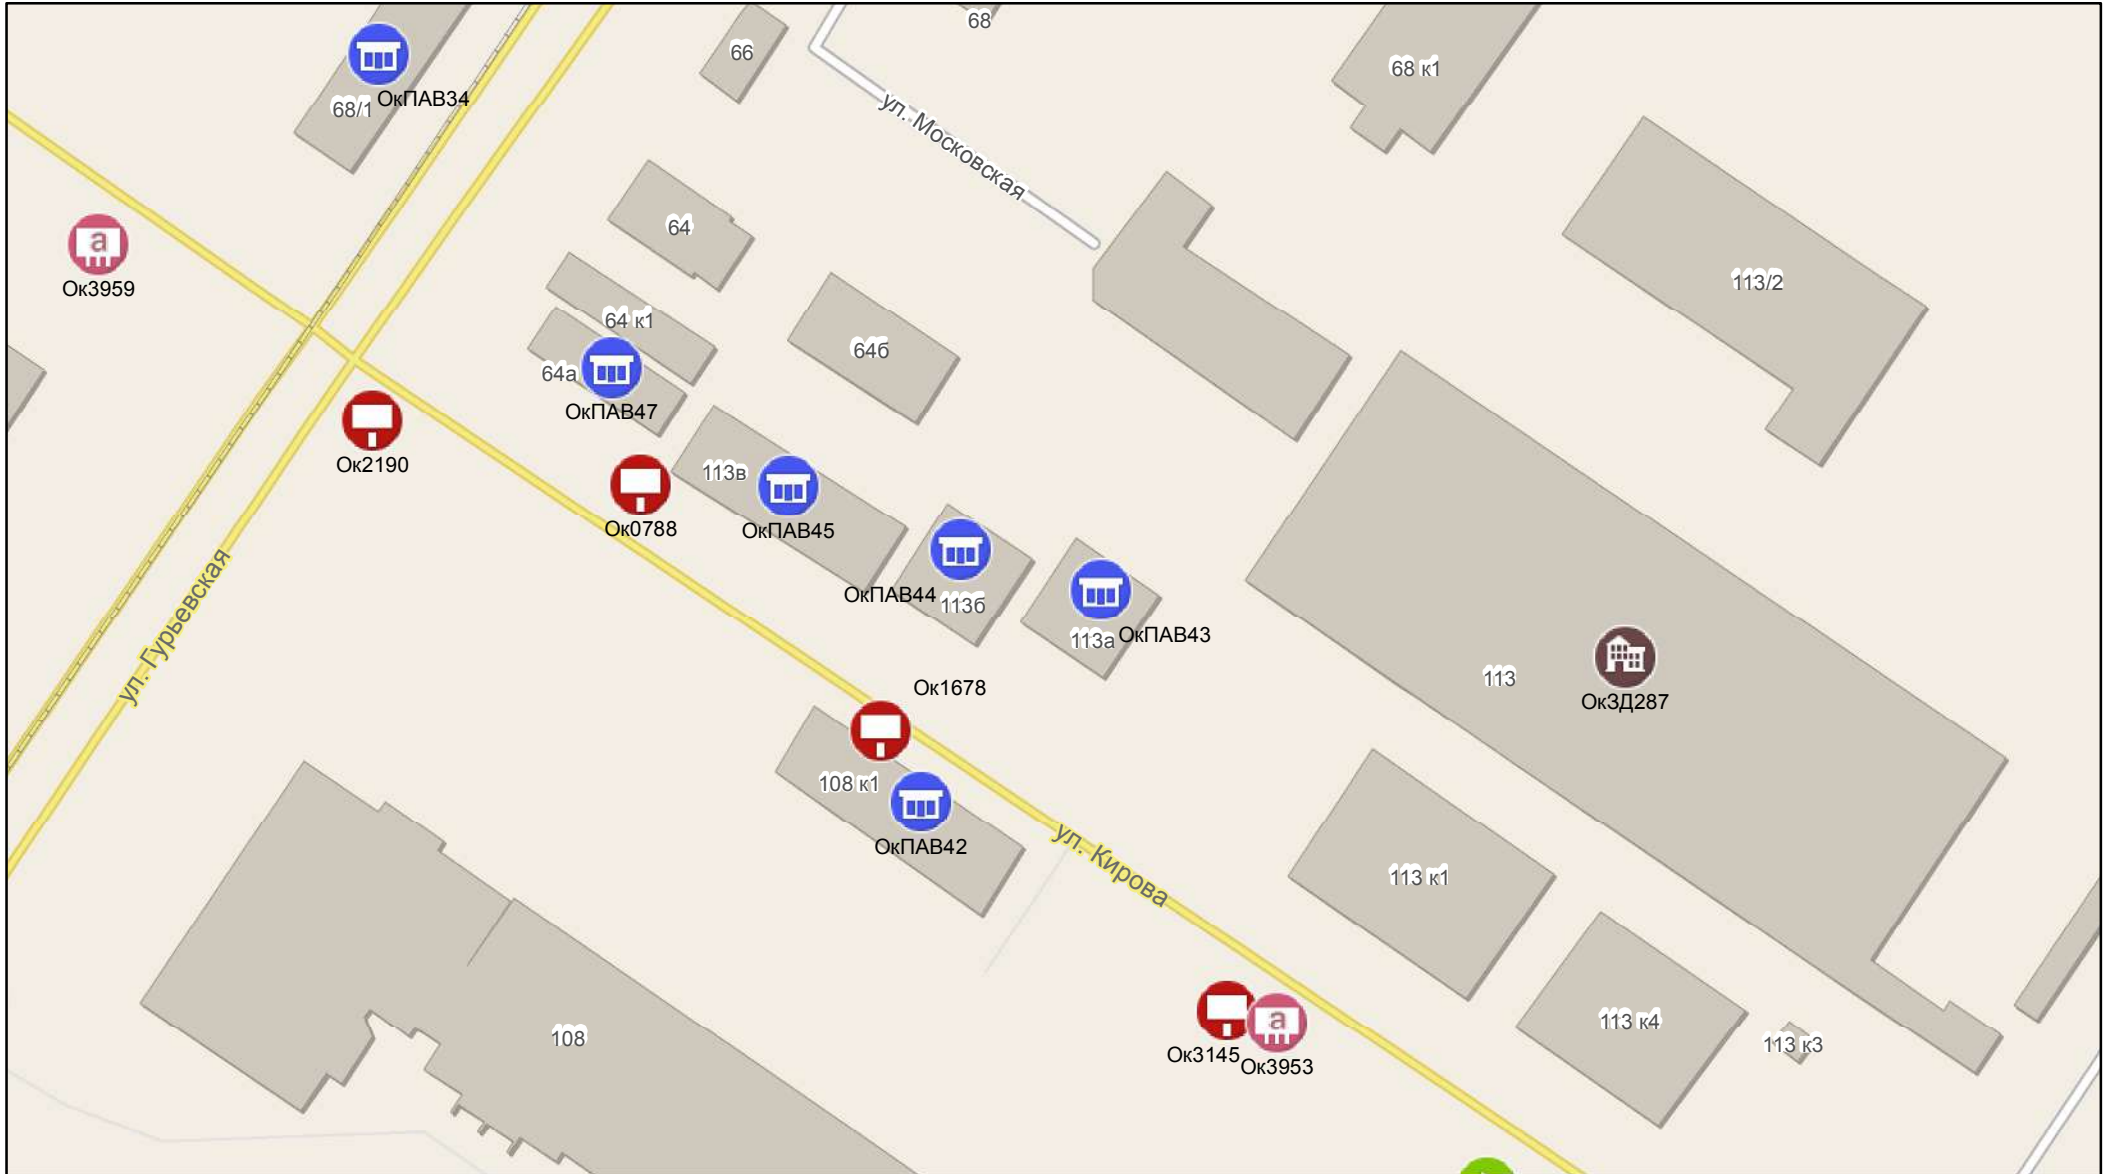 68
66
68 к1
ОкПАВ34
68/1
ул. Московская
64
113/2
а
Ок3959
64 к1
64б
64а
ОкПАВ47
Ок2190
113в
Ок0788
ОкПАВ45
ОкПАВ44
113б
113а
ОкПАВ43
ул. Гурьевская
113
ОкЗД287
Ок1678
108 к1
ОкПАВ42
ул. Кирова
113 к1
113 к4
113 к3
108
а
Ок3145
Ок3953